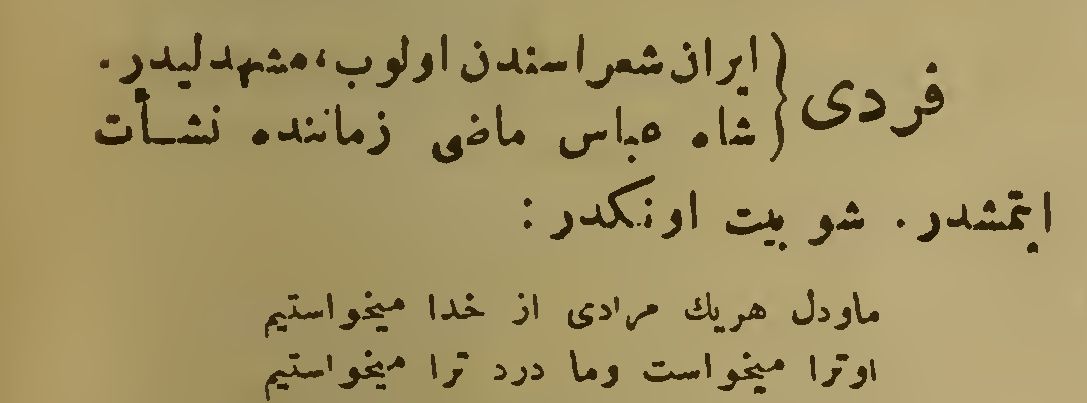 فردی { ایران شعراسندن اولوب، مشهدلیدر.
شاه عباس ماضی زماننده نشأت
ایتمشدر. شو بیت اونکدر:
ماودل هریك مرادی از خدا میخواستیم
اوترا میخواست وما درد ترا میخواستیم